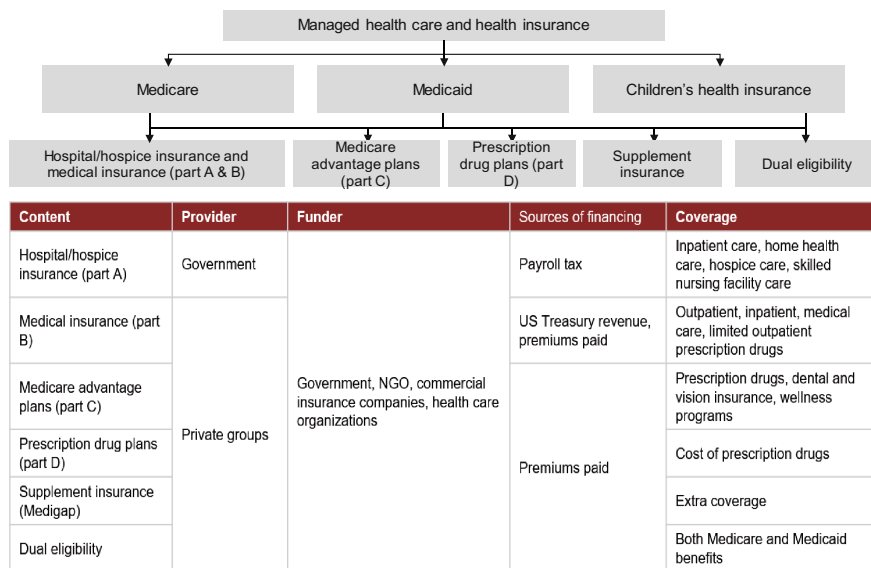 Managed health care and health insurance
Medicare
Medicaid
Children's health insurance
Hospital/hospice insurance and
medical insurance (part A & B)
Medicare
advantage plans
(part C)
Prescription
drug plans (part
D)
Supplement
insurance
Dual eligibility
Content
Provider
Funder
Sources of financing
Coverage
Hospital/hospice
insurance (part A)
Government
Payroll tax
Inpatient care, home health
care, hospice care, skilled
nursing facility care
Medical insurance (part
B)
US Treasury revenue,
premiums paid
Outpatient, inpatient, medical
care, limited outpatient
prescription drugs
Medicare advantage
plans (part C)
Private groups
Government, NGO, commercial
insurance companies, health care
organizations
Premiums paid
Prescription drugs, dental and
vision insurance, wellness
programs
Prescription drug plans
(part D)
Cost of prescription drugs
Supplement insurance
(Medigap)
Extra coverage
Dual eligibility
Both Medicare and Medicaid
benefits